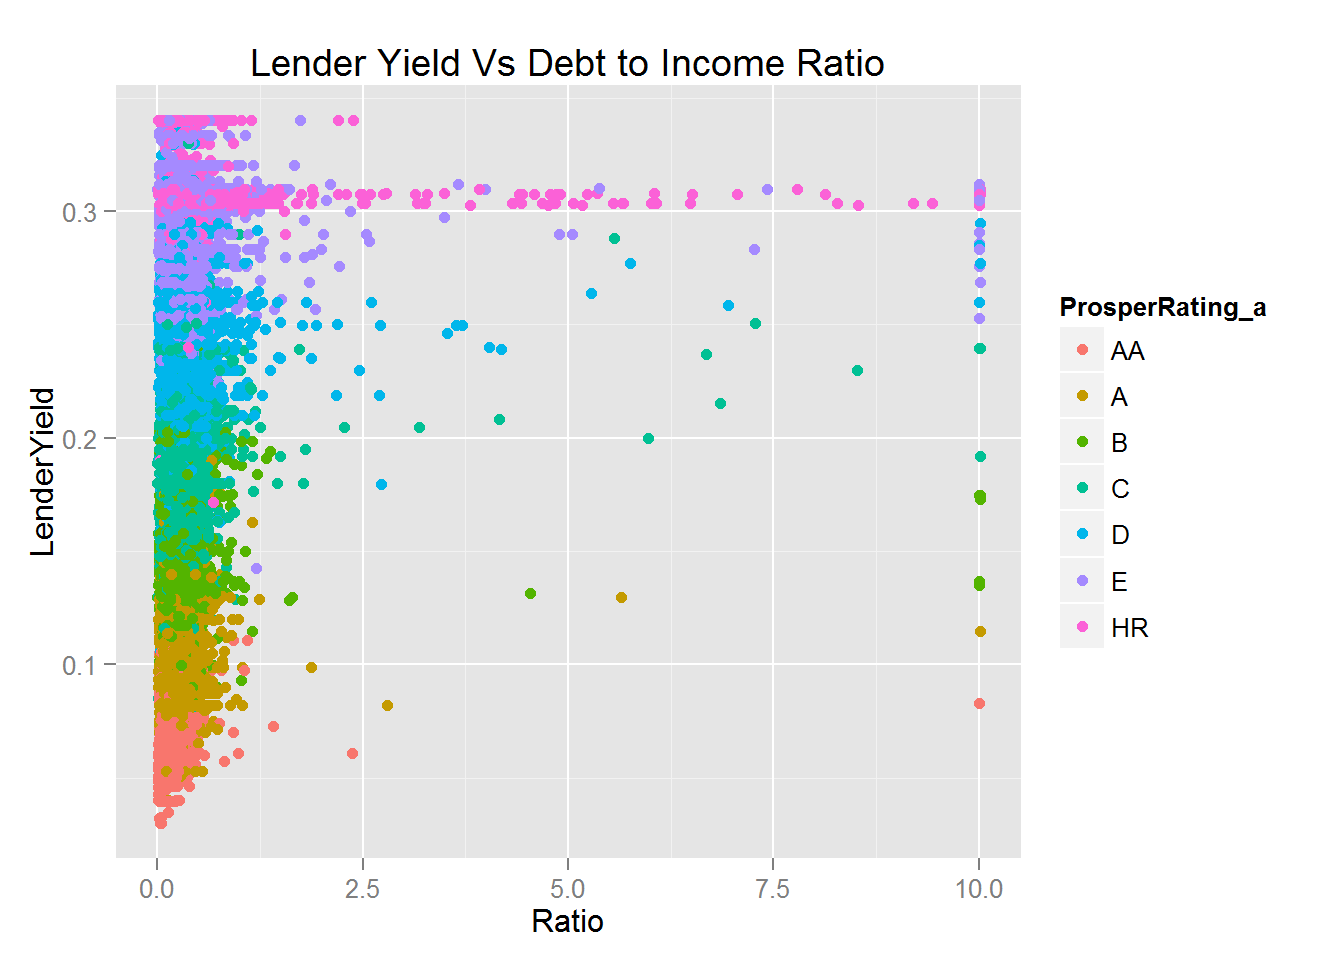 Lender Yield Vs Debt to Income Ratio
LenderYield
0.3
0.2
0.1
0.0 2.5 5.0 7.5 10.0
Ratio
ProsperRating_a
AA
A
B
C
D
E
HR